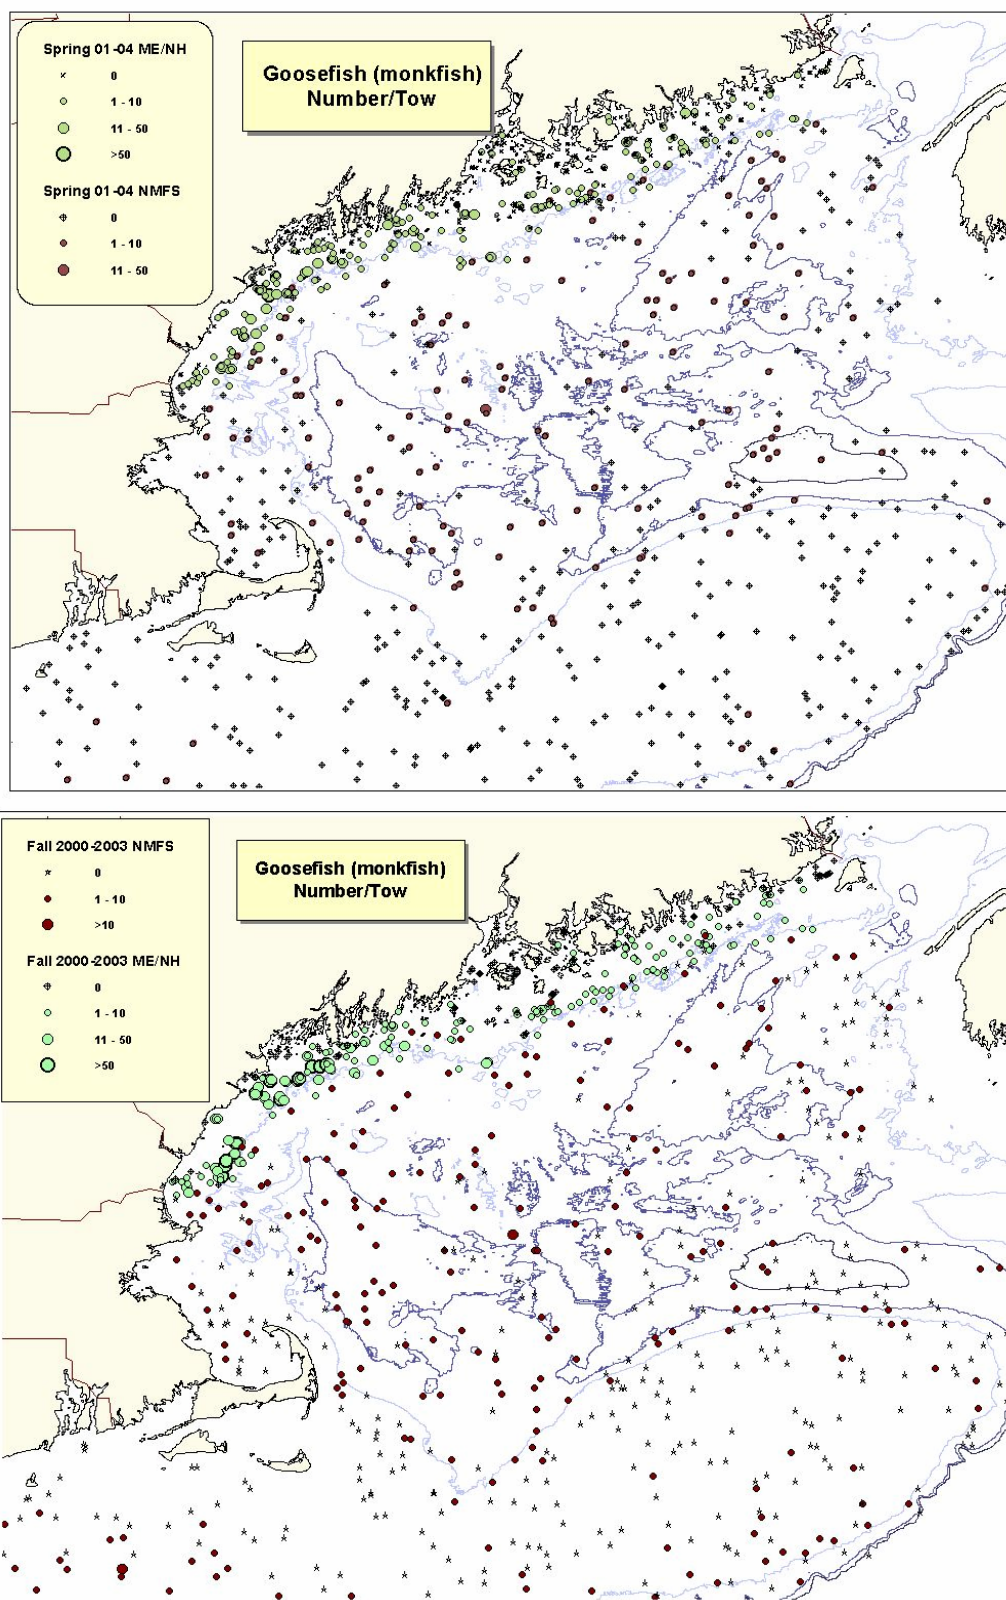 Spring 01-04 ME/NH
0
1 - 10
11 - 50
>50
Spring 01-04 NMFS
0
1 - 10
11 - 50
Goosefish (monkfish)
Number/Tow
Fall 2000-2003 NMFS
0
1 - 10
>10
Fall 2000-2003 ME/NH
0
1 - 10
11 - 50
>50
Goosefish (monkfish)
Number/Tow